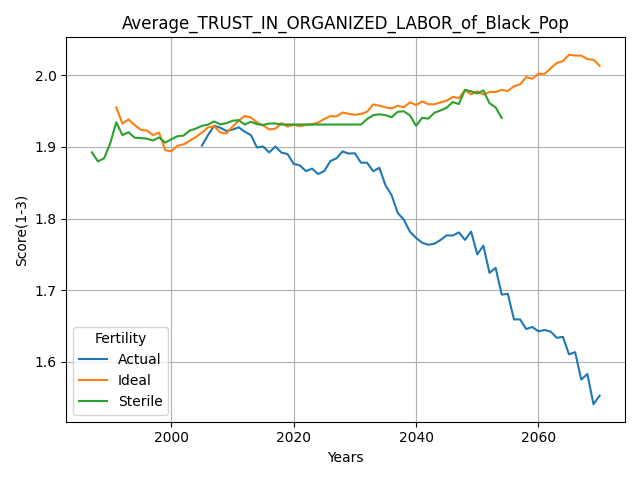 Average_TRUST_IN_ORGANIZED_LABOR_of_Black_Pop
Score(1-3)
2.0
1.9
1.8
1.7
1.6
Fertility
Actual
Ideal
Sterile
2000 2020 2040 2060
Years